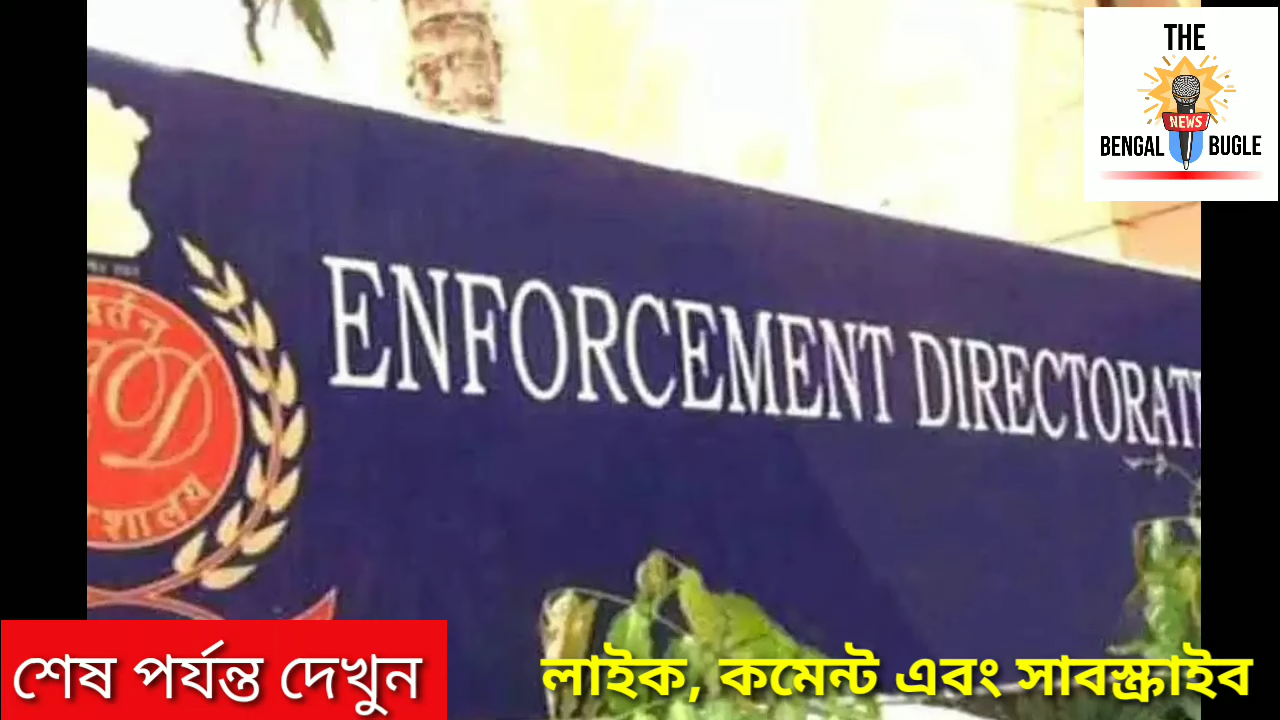 THE
NEWS
BENGAL BUGLE
ENFORCEMENT DIRECTORAT
শেষ পর্যন্ত দেখুন
লাইক, কমেন্ট এবং সাবস্ক্রাইব